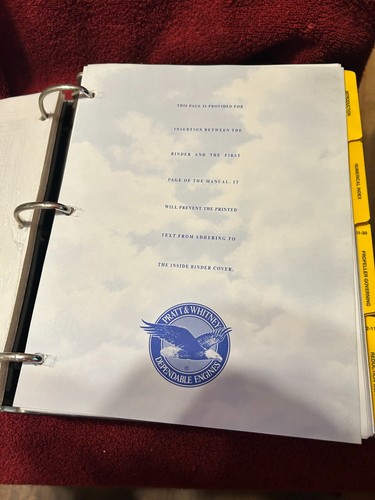 THIS PAGE IS PROVIDED FOR
INSERTION BETWEEN THE
BINDER AND THE FIRST
PAGE OF THE MANUAL. IT
WILL PREVENT THE PRINTED
TEXT FROM ADHERING TO
THE INSIDE BINDER COVER.
PRATT & WHITNEY
DEPENDABLE ENGINES
INTRODUCTION
NUMERICAL INDEX
PROPELLER GOVERNING